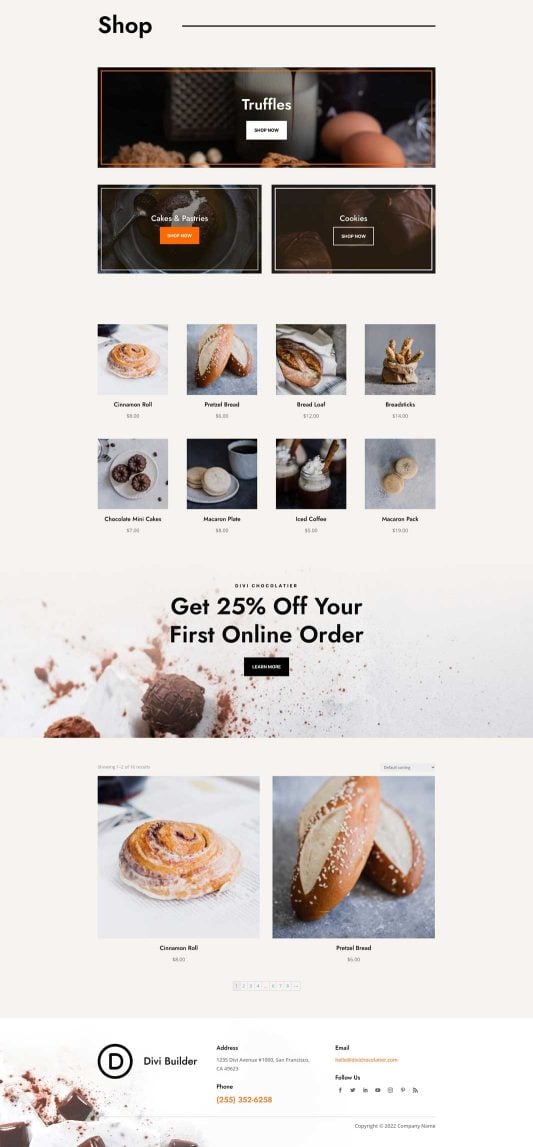 Shop
Truffles
SHOP NOW
Cakes & Pastries
SHOP NOW
Cookies
SHOP NOW
Cinnamon Roll
$8.00
Pretzel Bread
$6.00
Bread Loaf
$12.00
Breadsticks
$14.00
Chocolate Mini Cakes
$7.00
Macaron Plate
$8.00
Iced Coffee
$5.00
Macaron Pack
$19.00
DIVI CHOCOLATIER
Get 25% Off Your
First Online Order
LEARN MORE
Showing 1–2 of 16 results
Default sorting
Cinnamon Roll
$8.00
Pretzel Bread
$6.00
1 2 3 4 … 6 7 8 →
D
Divi Builder
Address
1235 Divi Avenue #1000, San Francisco,
CA 49623
Phone
(255) 352-6258
Email
hello@divichocolatier.com
Follow Us
Copyright © 2022 Company Name